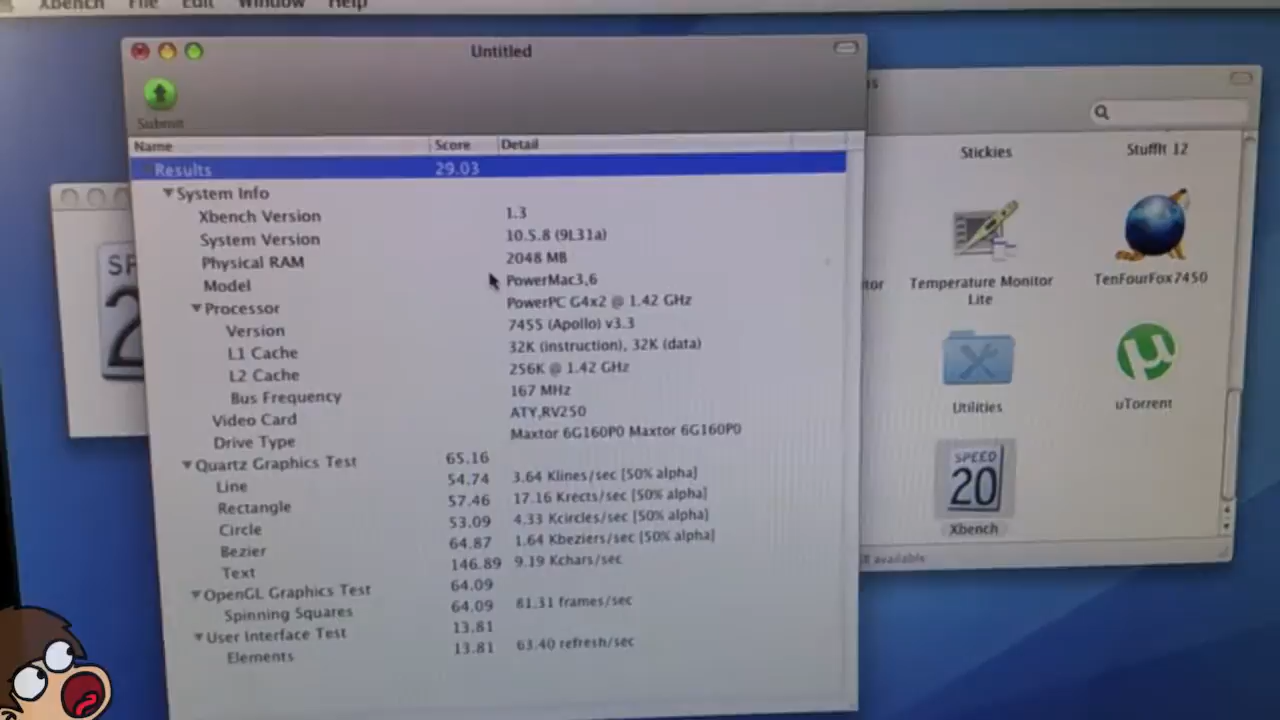 Xbench File Edit Window Help
Untitled
Submit
Name Score Detail
Results 29.03
System Info
Xbench Version 1.3
System Version 10.5.8 (9L31a)
Physical RAM 2048 MB
Model PowerMac3,6
Processor PowerPC G4x2 @ 1.42 GHz
Version 7455 (Apollo) v3.3
L1 Cache 32K (instruction), 32K (data)
L2 Cache 256K @ 1.42 GHz
Bus Frequency 167 MHz
Video Card ATY,RV250
Drive Type Maxtor 6G160P0 Maxtor 6G160P0
Quartz Graphics Test 65.16
Line 54.74 3.64 Klines/sec [50% alpha]
Rectangle 57.46 17.16 Krects/sec [50% alpha]
Circle 53.09 4.33 Kcircles/sec [50% alpha]
Bezier 64.87 1.64 Kbeziers/sec [50% alpha]
Text 146.89 9.19 Kchars/sec
OpenGL Graphics Test 64.09
Spinning Squares 64.09 81.31 frames/sec
User Interface Test 13.81
Elements 13.81 63.40 refresh/sec
Stickies
StuffIt 12
Temperature Monitor
Lite
TenFourFox7450
Utilities
uTorrent
SPEED
20
Xbench
available